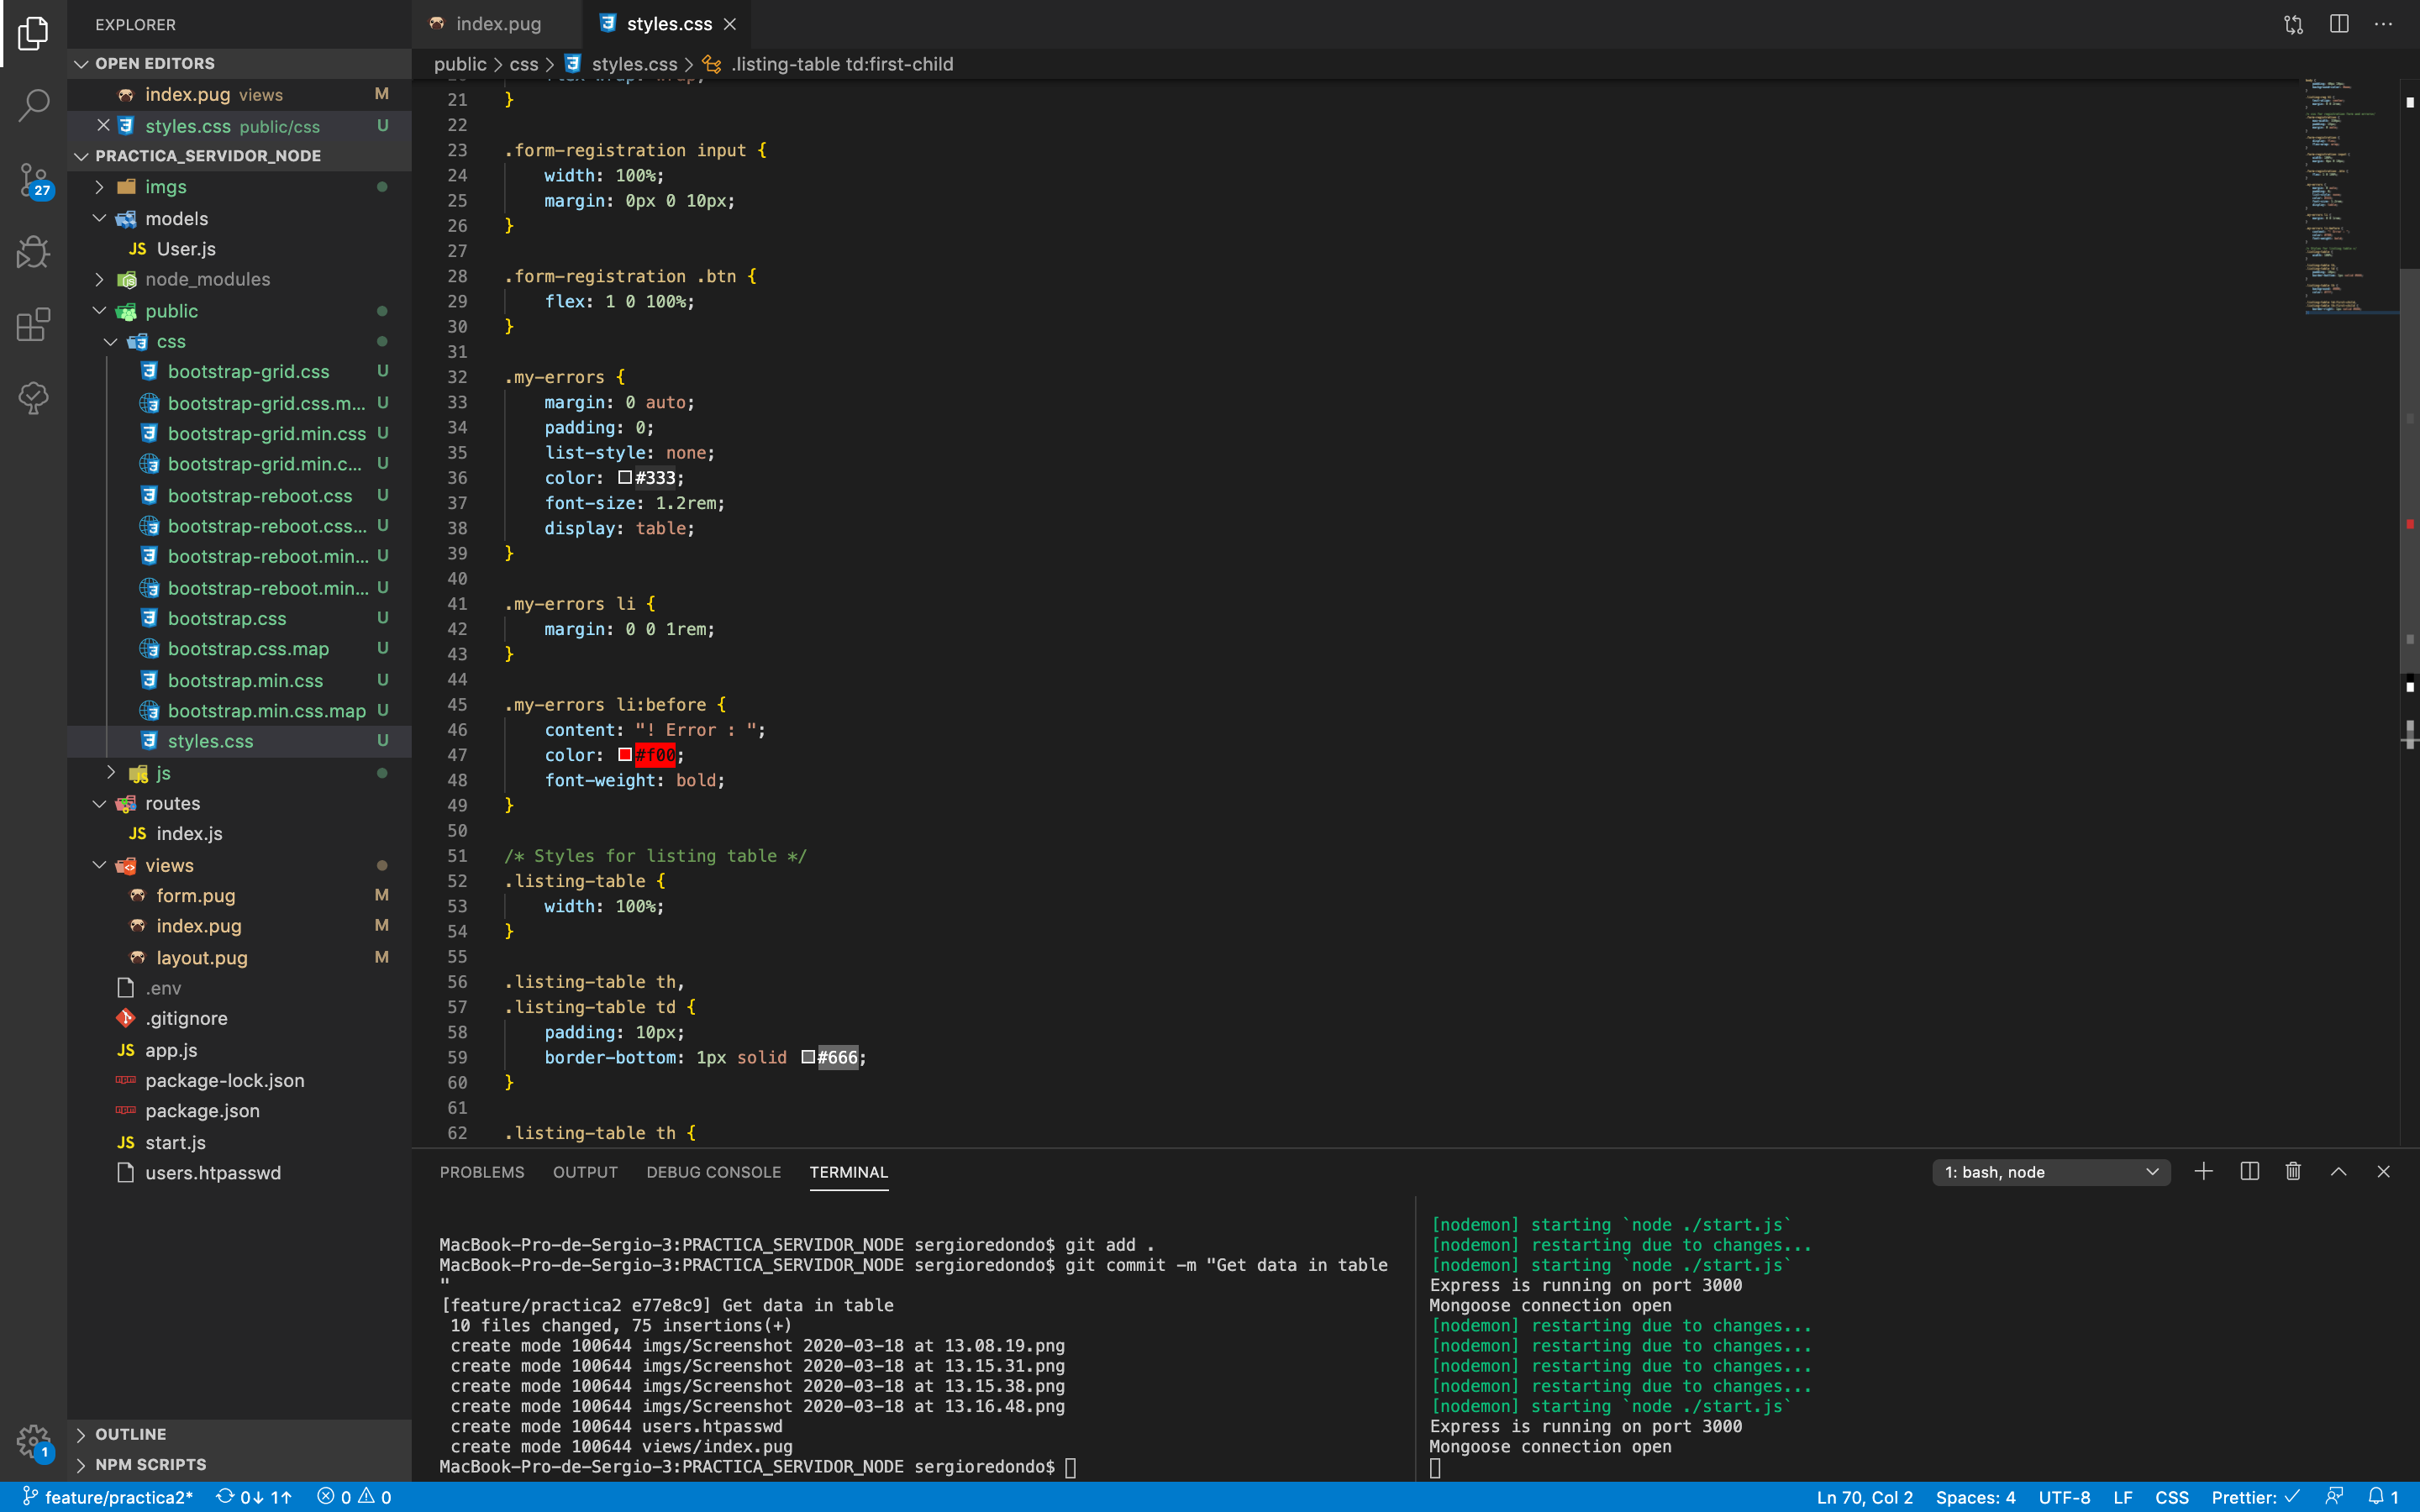 EXPLORER
OPEN EDITORS
index.pug views M
styles.css public/css U
PRACTICA_SERVIDOR_NODE
imgs
models
JS User.js
node_modules
public
css
bootstrap-grid.css U
bootstrap-grid.css.m... U
bootstrap-grid.min.css U
bootstrap-grid.min.c... U
bootstrap-reboot.css U
bootstrap-reboot.css... U
bootstrap-reboot.min... U
bootstrap-reboot.min... U
bootstrap.css U
bootstrap.css.map U
bootstrap.min.css U
bootstrap.min.css.map U
styles.css U
js
routes
JS index.js
views
form.pug M
index.pug M
layout.pug M
.env
.gitignore
JS app.js
package-lock.json
package.json
JS start.js
users.htpasswd
OUTLINE
NPM SCRIPTS
27
1
index.pug
styles.css
public > css > styles.css > .listing-table td:first-child
21 }
22
23 .form-registration input {
24 width: 100%;
25 margin: 0px 0 10px;
26 }
27
28 .form-registration .btn {
29 flex: 1 0 100%;
30 }
31
32 .my-errors {
33 margin: 0 auto;
34 padding: 0;
35 list-style: none;
36 color: #333;
37 font-size: 1.2rem;
38 display: table;
39 }
40
41 .my-errors li {
42 margin: 0 0 1rem;
43 }
44
45 .my-errors li:before {
46 content: "! Error : ";
47 color: #f00;
48 font-weight: bold;
49 }
50
51 /* Styles for listing table */
52 .listing-table {
53 width: 100%;
54 }
55
56 .listing-table th,
57 .listing-table td {
58 padding: 10px;
59 border-bottom: 1px solid #666;
60 }
61
62 .listing-table th {
PROBLEMS OUTPUT DEBUG CONSOLE TERMINAL
1: bash, node
MacBook-Pro-de-Sergio-3:PRACTICA_SERVIDOR_NODE sergioredondo$ git add .
MacBook-Pro-de-Sergio-3:PRACTICA_SERVIDOR_NODE sergioredondo$ git commit -m "Get data in table
"
[feature/practica2 e77e8c9] Get data in table
10 files changed, 75 insertions(+)
create mode 100644 imgs/Screenshot 2020-03-18 at 13.08.19.png
create mode 100644 imgs/Screenshot 2020-03-18 at 13.15.31.png
create mode 100644 imgs/Screenshot 2020-03-18 at 13.15.38.png
create mode 100644 imgs/Screenshot 2020-03-18 at 13.16.48.png
create mode 100644 users.htpasswd
create mode 100644 views/index.pug
MacBook-Pro-de-Sergio-3:PRACTICA_SERVIDOR_NODE sergioredondo$
[nodemon] starting `node ./start.js`
[nodemon] restarting due to changes...
[nodemon] starting `node ./start.js`
Express is running on port 3000
Mongoose connection open
[nodemon] restarting due to changes...
[nodemon] restarting due to changes...
[nodemon] restarting due to changes...
[nodemon] restarting due to changes...
[nodemon] starting `node ./start.js`
Express is running on port 3000
Mongoose connection open
feature/practica2* 0↓ 1↑ 0 0
Ln 70, Col 2 Spaces: 4 UTF-8 LF CSS Prettier: ✓ 1